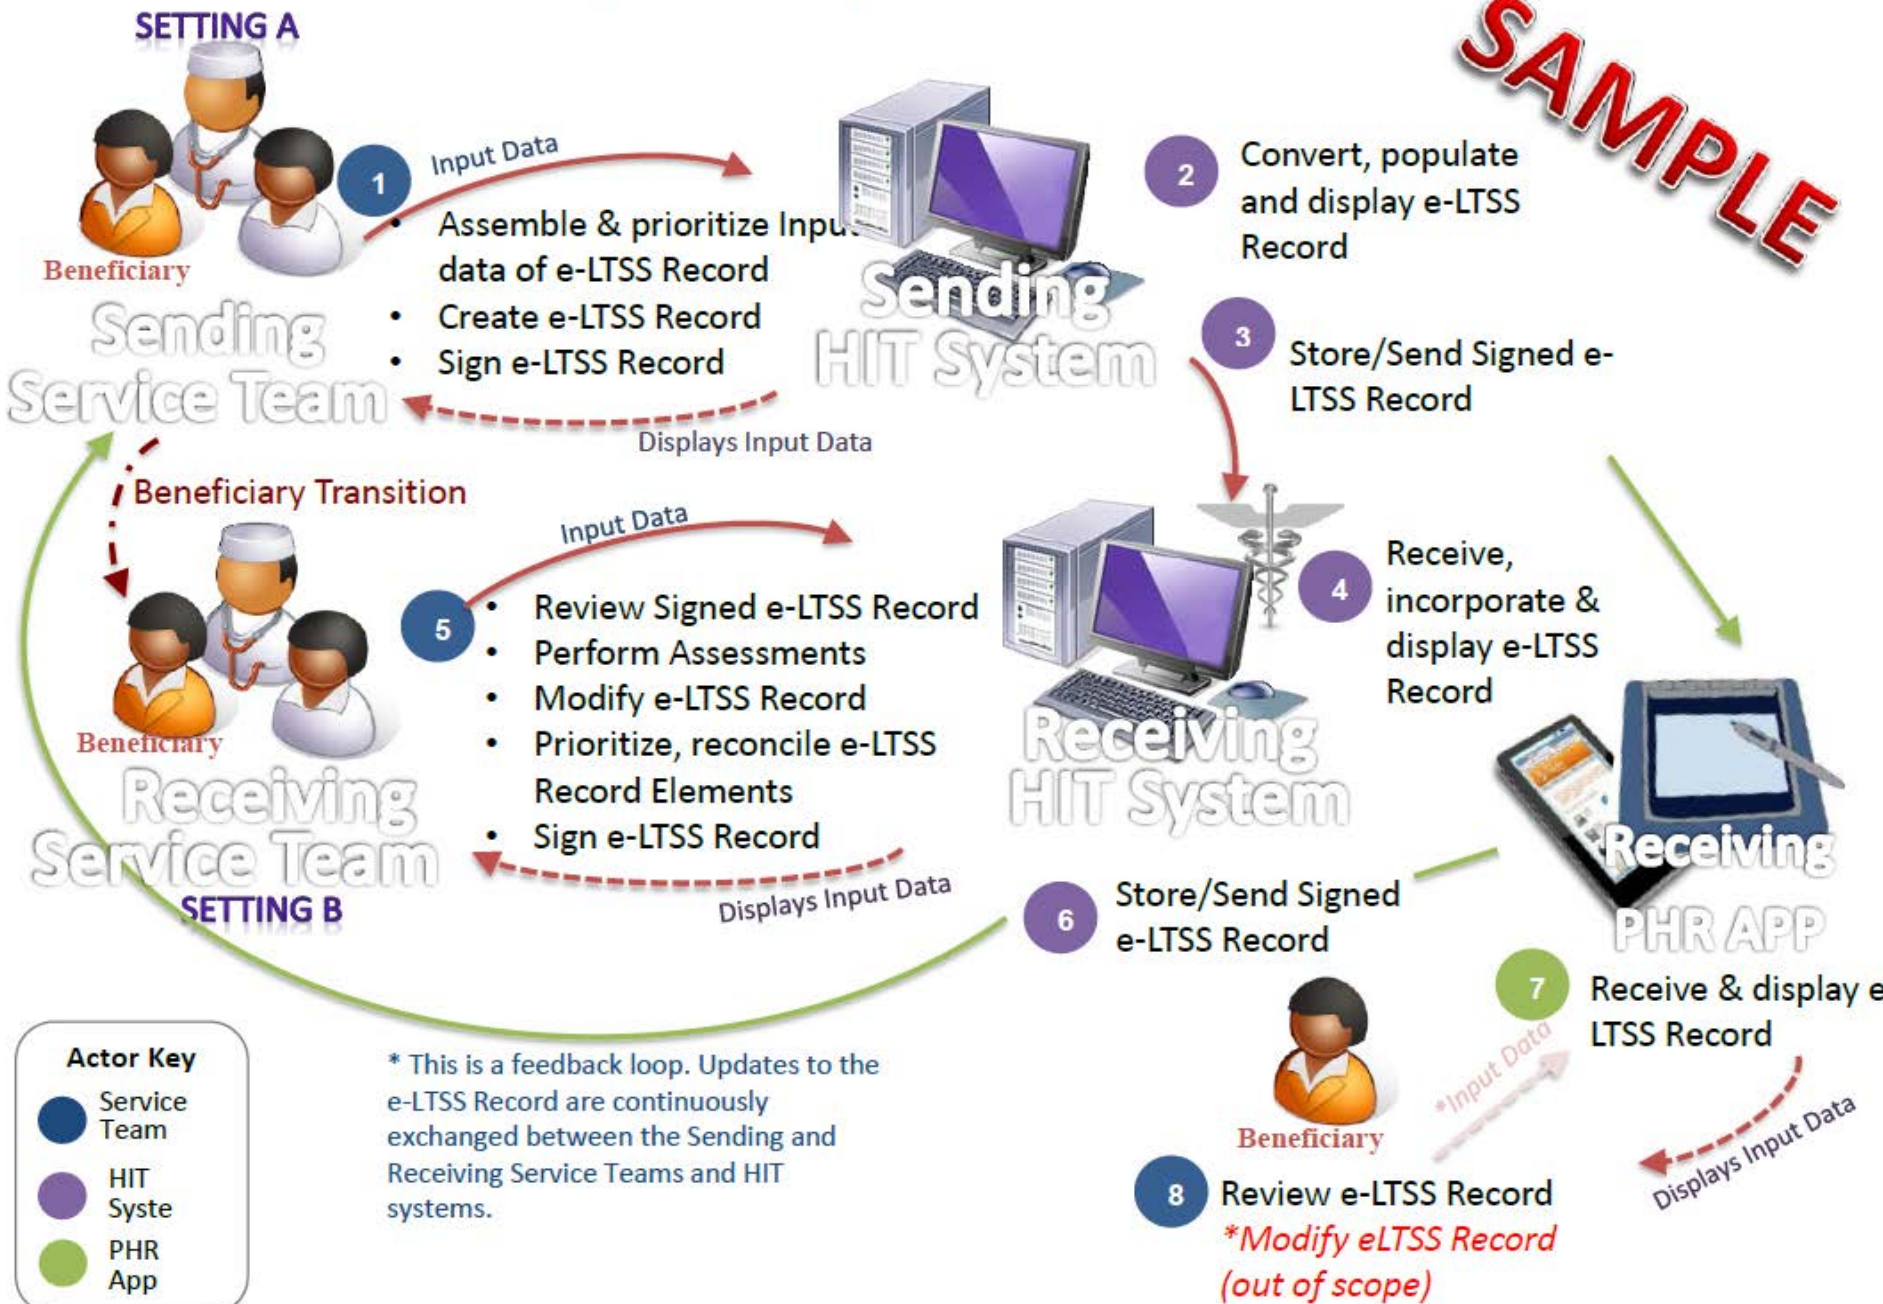 SETTING A
SAMPLE
Beneficiary
Sending
Service Team
1
Input Data
• Assemble & prioritize Input
data of e-LTSS Record
• Create e-LTSS Record
• Sign e-LTSS Record
Displays Input Data
Sending
HIT System
2
Convert, populate
and display e-LTSS
Record
3
Store/Send Signed e-
LTSS Record
Beneficiary Transition
Beneficiary
Receiving
Service Team
SETTING B
5
Input Data
• Review Signed e-LTSS Record
• Perform Assessments
• Modify e-LTSS Record
• Prioritize, reconcile e-LTSS
Record Elements
• Sign e-LTSS Record
Displays Input Data
Receiving
HIT System
4
Receive,
incorporate &
display e-LTSS
Record
Receiving
PHR APP
6
Store/Send Signed
e-LTSS Record
7
Receive & display e
LTSS Record
*Input Data
Displays Input Data
Beneficiary
8
Review e-LTSS Record
*Modify eLTSS Record
(out of scope)
Actor Key
Service
Team
HIT
Syste
PHR
App
* This is a feedback loop. Updates to the
e-LTSS Record are continuously
exchanged between the Sending and
Receiving Service Teams and HIT
systems.